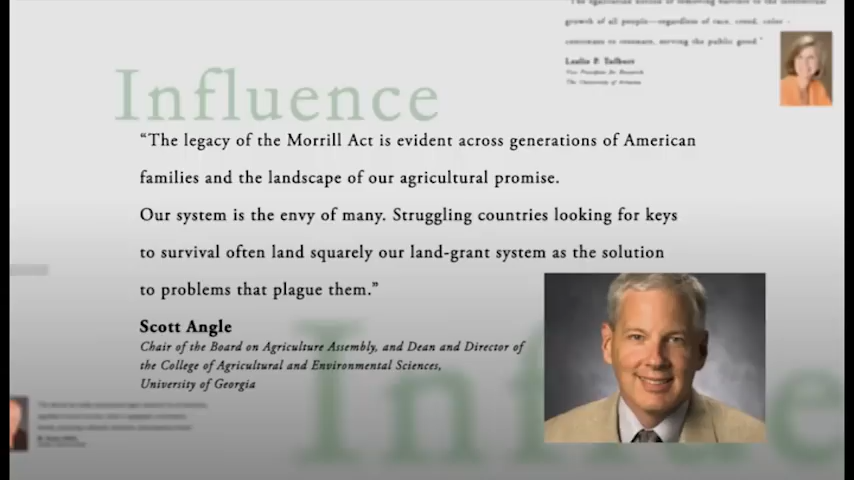 growth of all people—regardless of race, creed, color -
continues to resonate, serving the public good."
Leslie P. Tolbert
Vice President for Research
The University of Arizona
Influence
“The legacy of the Morrill Act is evident across generations of American
families and the landscape of our agricultural promise.
Our system is the envy of many. Struggling countries looking for keys
to survival often land squarely our land-grant system as the solution
to problems that plague them.”
Scott Angle
Chair of the Board on Agriculture Assembly, and Dean and Director of
the College of Agricultural and Environmental Sciences,
University of Georgia